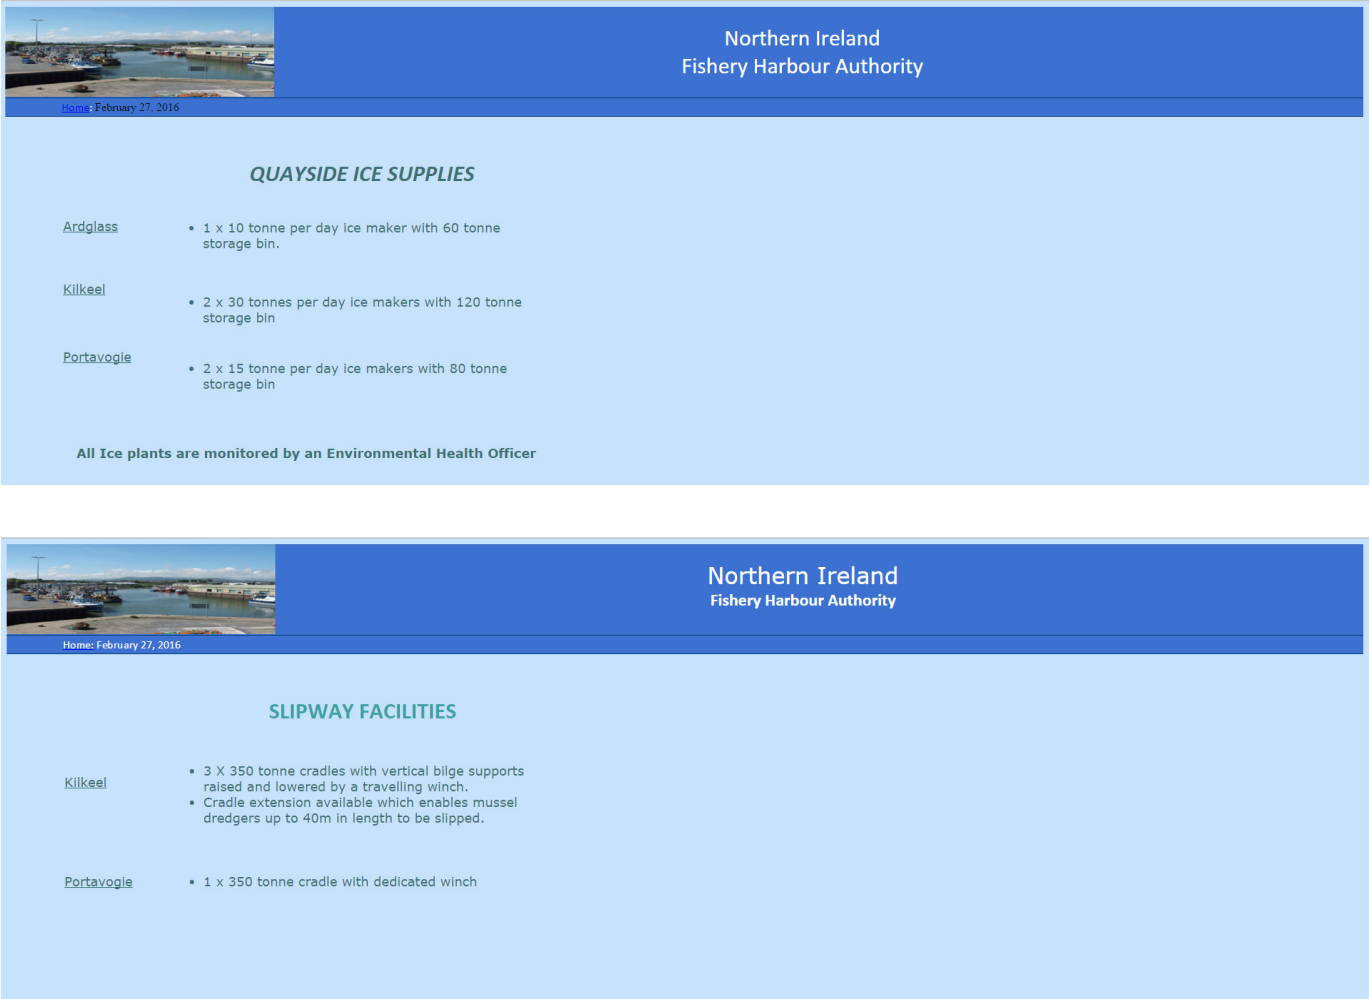 Northern Ireland
Fishery Harbour Authority
Home: February 27, 2016
QUAYSIDE ICE SUPPLIES
Ardglass
• 1 x 10 tonne per day ice maker with 60 tonne
storage bin.
Kilkeel
• 2 x 30 tonnes per day ice makers with 120 tonne
storage bin
Portavogie
• 2 x 15 tonne per day ice makers with 80 tonne
storage bin
All Ice plants are monitored by an Environmental Health Officer
Northern Ireland
Fishery Harbour Authority
Home: February 27, 2016
SLIPWAY FACILITIES
Kilkeel
• 3 X 350 tonne cradles with vertical bilge supports
raised and lowered by a travelling winch.
• Cradle extension available which enables mussel
dredgers up to 40m in length to be slipped.
Portavogie
• 1 x 350 tonne cradle with dedicated winch